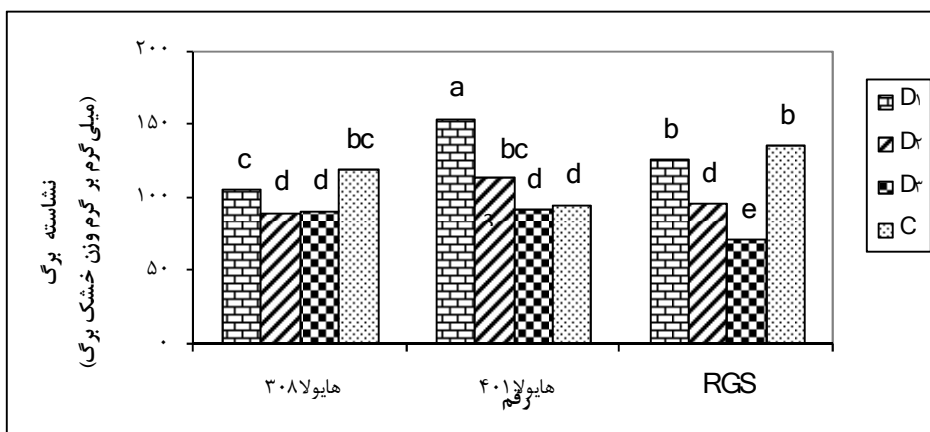 نشاسته برگ
(میلی گرم بر گرم وزن خشک برگ)
۲۰۰
۱۵۰
۱۰۰
۵۰
۰
c d d bc
a bc d d
b d e b
هایولا۳۰۸
هایولا۴۰۱
RGS
رقم
D۱
D۲
D۳
C